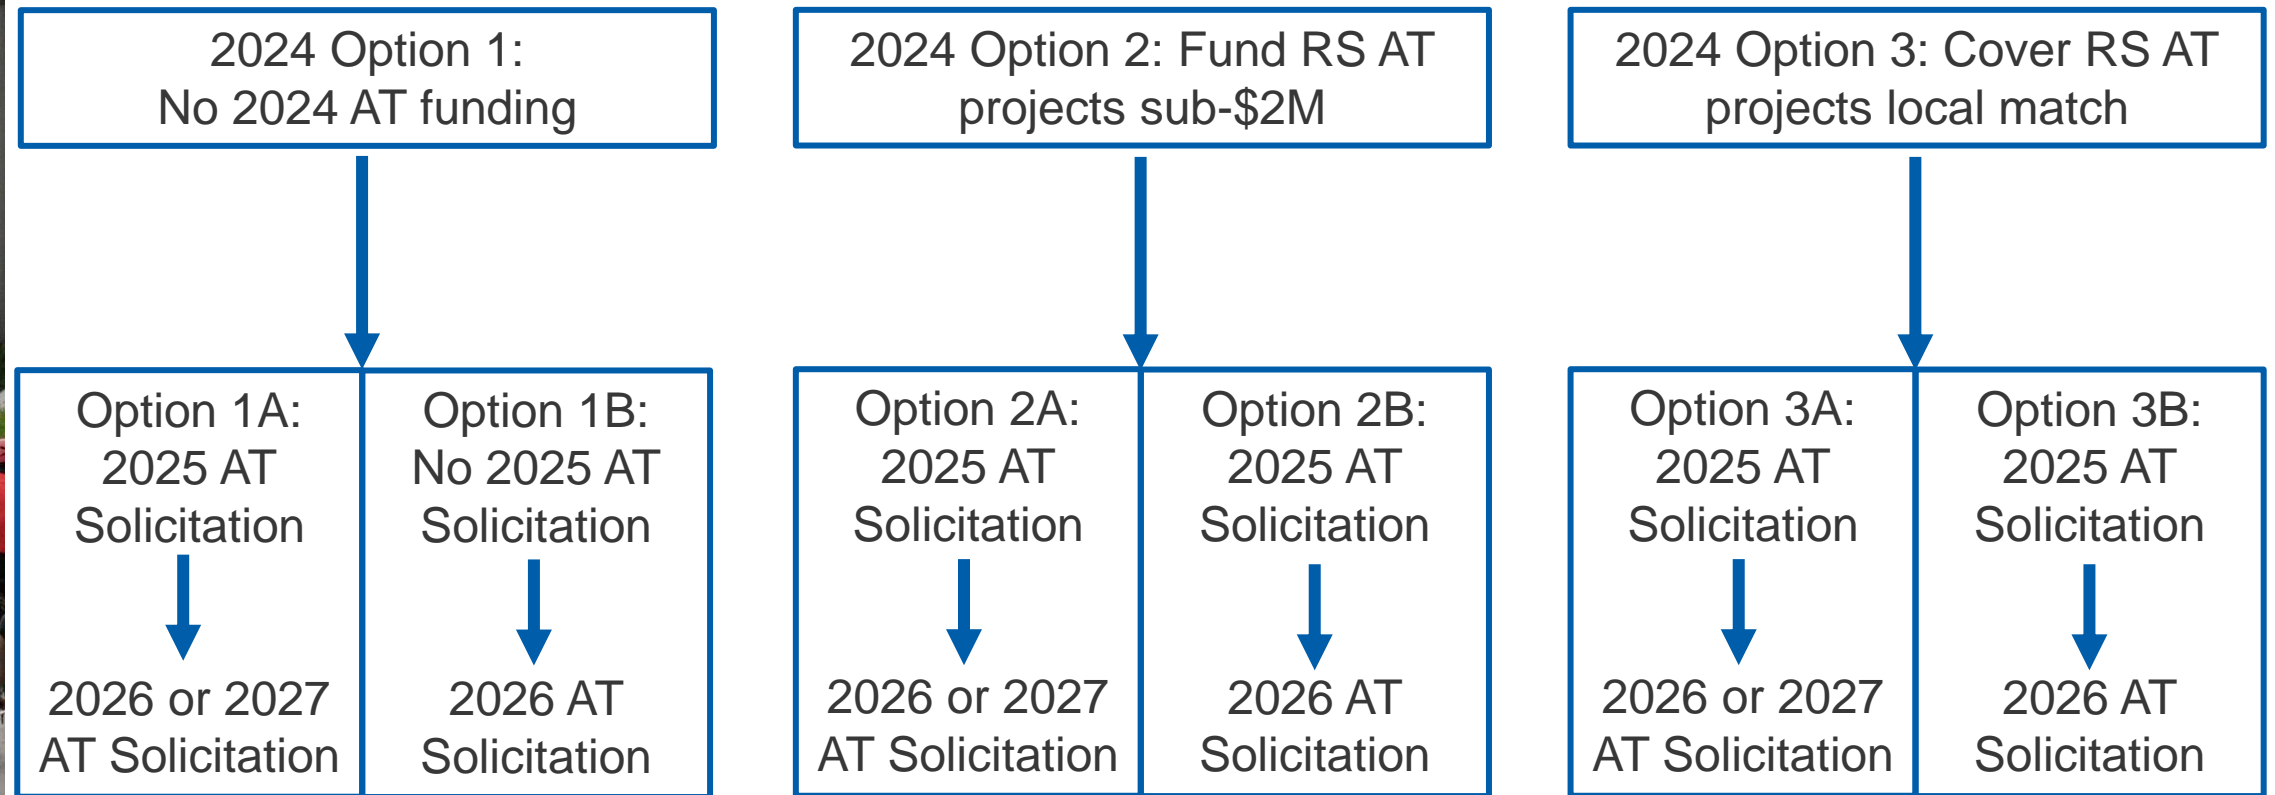 2024 Option 1:
No 2024 AT funding
2024 Option 2: Fund RS AT
projects sub-$2M
2024 Option 3: Cover RS AT
projects local match
Option 1A:
2025 AT
Solicitation
2026 or 2027
AT Solicitation
Option 1B:
No 2025 AT
Solicitation
2026 AT
Solicitation
Option 2A:
2025 AT
Solicitation
2026 or 2027
AT Solicitation
Option 2B:
2025 AT
Solicitation
2026 AT
Solicitation
Option 3A:
2025 AT
Solicitation
2026 or 2027
AT Solicitation
Option 3B:
2025 AT
Solicitation
2026 AT
Solicitation